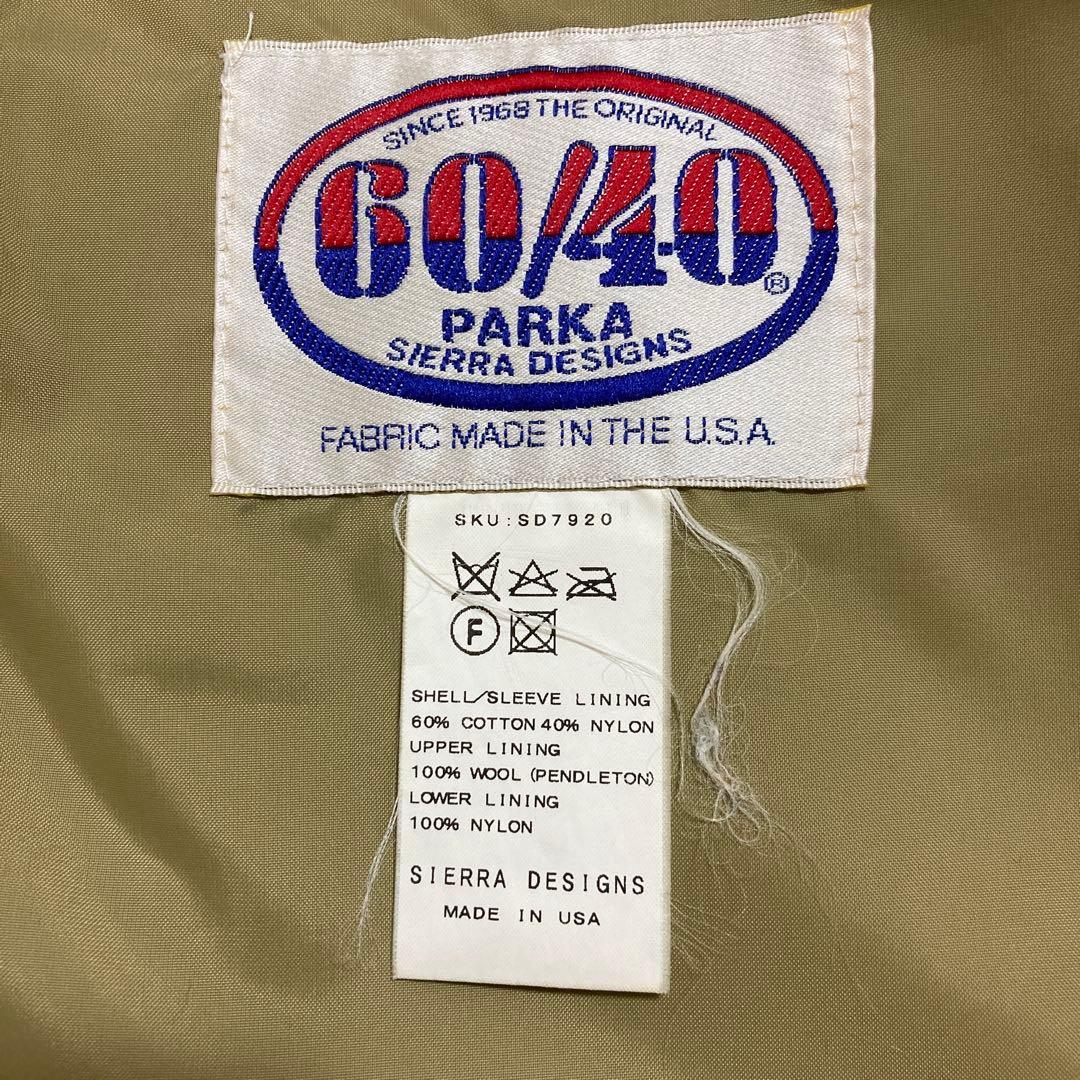 SINCE 1968 THE ORIGINAL
60/40®
PARKA
SIERRA DESIGNS
FABRIC MADE IN THE U.S.A.
SKU:SD7920
F
SHELL/SLEEVE LINING
60% COTTON 40% NYLON
UPPER LINING
100% WOOL (PENDLETON)
LOWER LINING
100% NYLON
SIERRA DESIGNS
MADE IN USA